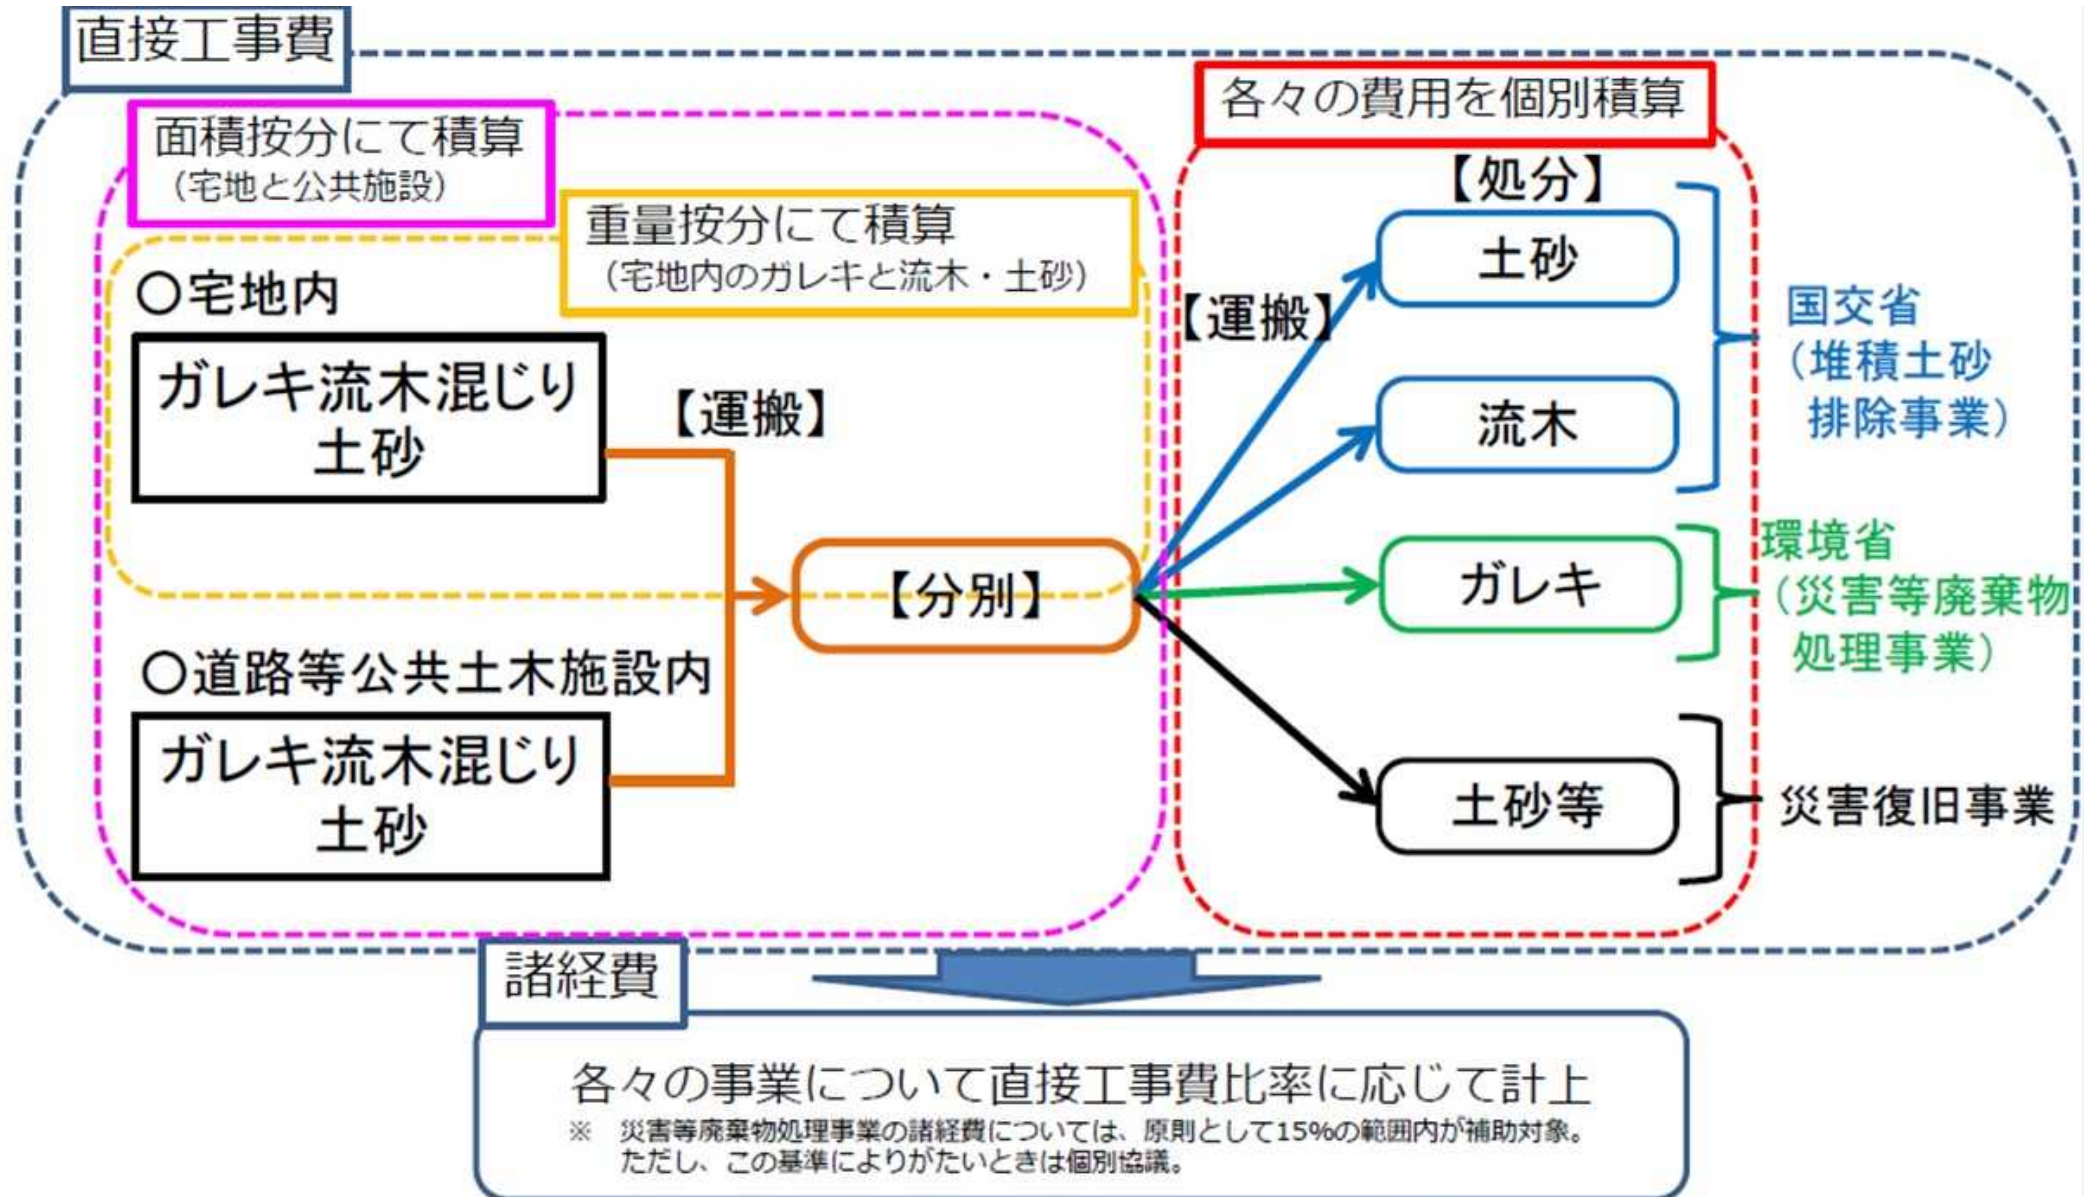 直接工事費
面積按分にて積算
（宅地と公共施設）
重量按分にて積算
（宅地内のガレキと流木・土砂）
〇宅地内
ガレキ流木混じり
土砂
【運搬】
〇道路等公共土木施設内
ガレキ流木混じり
土砂
【分別】
各々の費用を個別積算
【処分】
【運搬】
土砂
流木
ガレキ
土砂等
国交省
（堆積土砂
排除事業）
環境省
（災害等廃棄物
処理事業）
災害復旧事業
諸経費
各々の事業について直接工事費比率に応じて計上
※　災害等廃棄物処理事業の諸経費については、原則として15%の範囲内が補助対象。
ただし、この基準によりがたいときは個別協議。